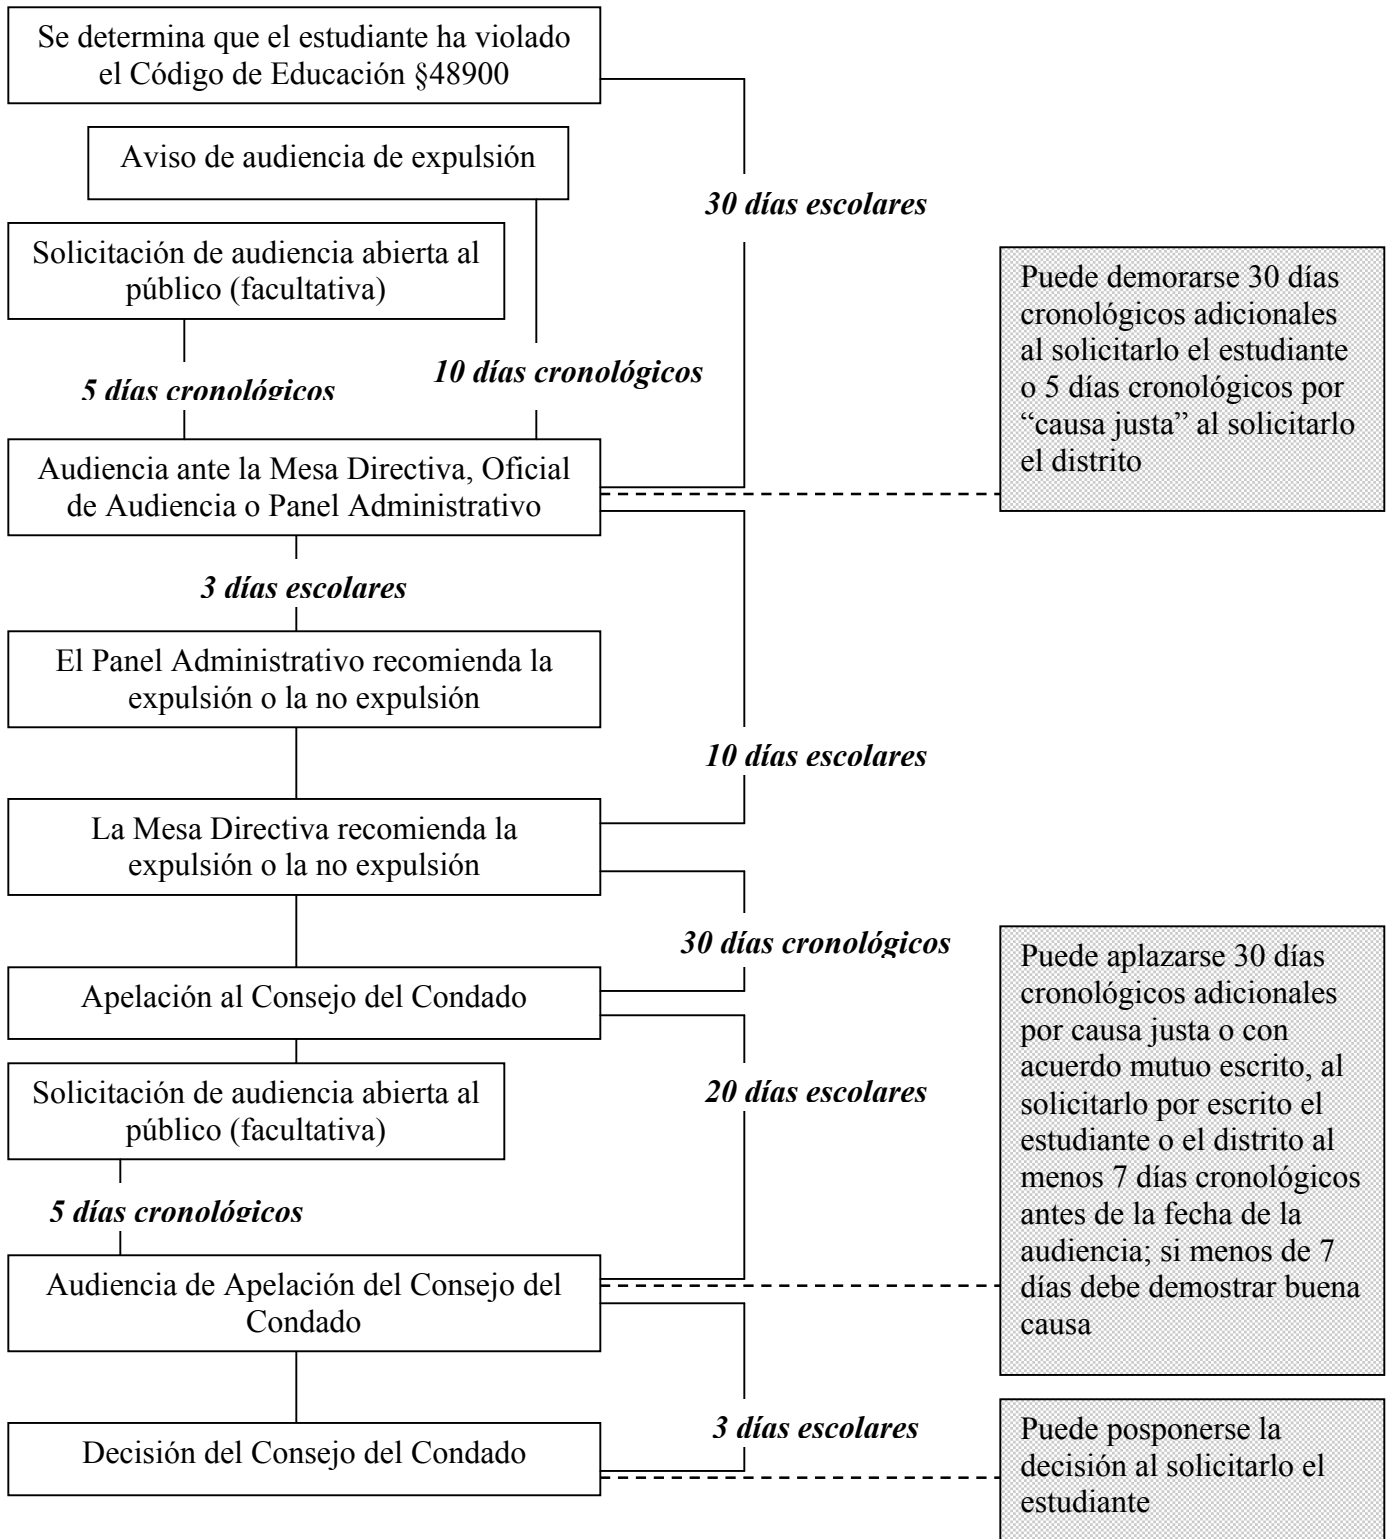 Se determina que el estudiante ha violado
el Código de Educación §48900
Aviso de audiencia de expulsión
30 días escolares
Solicitación de audiencia abierta al
público (facultativa)
Puede demorarse 30 días
cronológicos adicionales
al solicitarlo el estudiante
o 5 días cronológicos por
“causa justa” al solicitarlo
el distrito
10 días cronológicos
5 días cronológicos
Audiencia ante la Mesa Directiva, Oficial
de Audiencia o Panel Administrativo
3 días escolares
El Panel Administrativo recomienda la
expulsión o la no expulsión
10 días escolares
La Mesa Directiva recomienda la
expulsión o la no expulsión
30 días cronológicos
Apelación al Consejo del Condado
Puede aplazarse 30 días
cronológicos adicionales
por causa justa o con
acuerdo mutuo escrito, al
solicitarlo por escrito el
estudiante o el distrito al
menos 7 días cronológicos
antes de la fecha de la
audiencia; si menos de 7
días debe demostrar buena
causa
Solicitación de audiencia abierta al
público (facultativa)
20 días escolares
5 días cronológicos
Audiencia de Apelación del Consejo del
Condado
3 días escolares
Decisión del Consejo del Condado
Puede posponerse la
decisión al solicitarlo el
estudiante